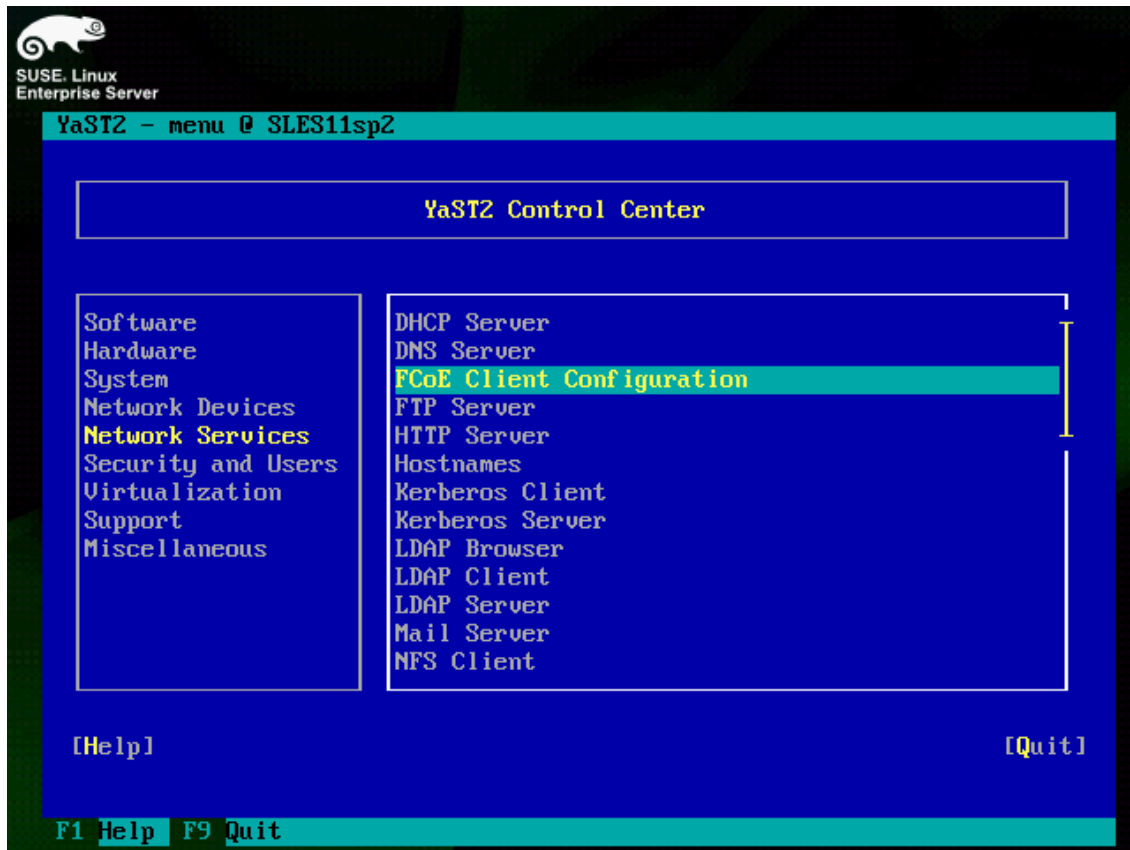 SUSE. Linux
Enterprise Server
YaST2 - menu @ SLES11sp2
YaST2 Control Center
Software
Hardware
System
Network Devices
Network Services
Security and Users
Virtualization
Support
Miscellaneous
DHCP Server
DNS Server
FCoE Client Configuration
FTP Server
HTTP Server
Hostnames
Kerberos Client
Kerberos Server
LDAP Browser
LDAP Client
LDAP Server
Mail Server
NFS Client
[Help] [Quit]
F1 Help F9 Quit